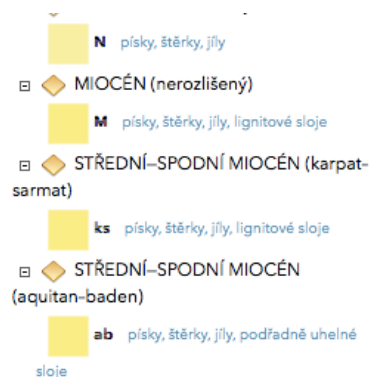 N písky, štěrky, jíly
MIOCÉN (nerozlišený)
M písky, štěrky, jíly, lignitové sloje
STŘEDNÍ–SPODNÍ MIOCÉN (karpat-
sarmat)
ks písky, štěrky, jíly, lignitové sloje
STŘEDNÍ–SPODNÍ MIOCÉN
(aquitan-baden)
ab písky, štěrky, jíly, podřadně uhelné
sloje